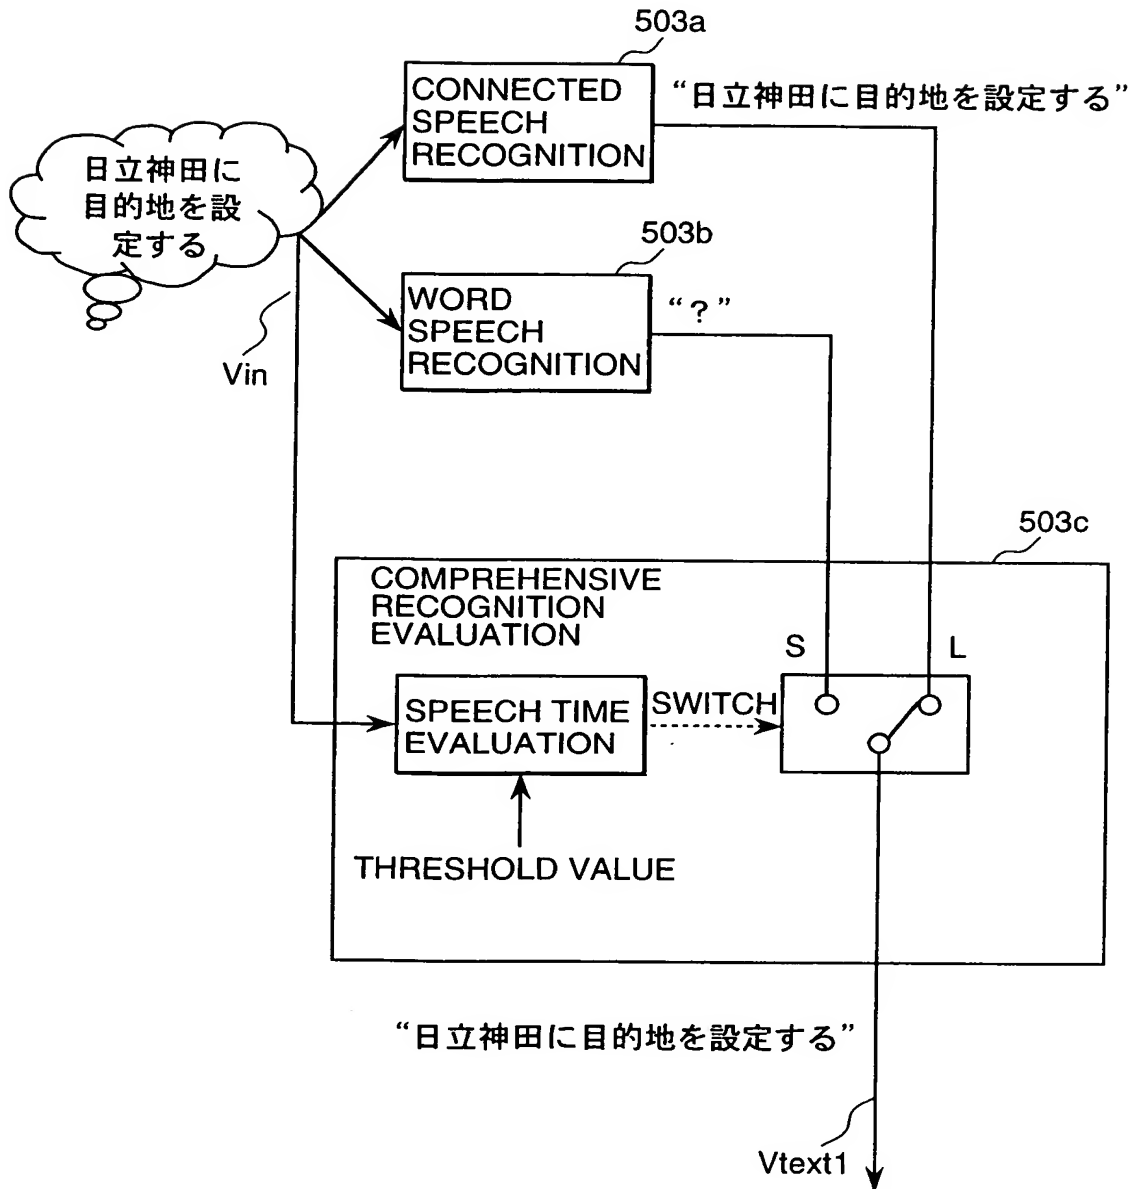 503a
CONNECTED
SPEECH
RECOGNITION
“日立神田に目的地を設定する”
日立神田に
目的地を設
定する
503b
WORD
SPEECH
RECOGNITION
“?”
Vin
503c
COMPREHENSIVE
RECOGNITION
EVALUATION
S
L
SPEECH TIME
EVALUATION
SWITCH
THRESHOLD VALUE
“日立神田に目的地を設定する”
Vtext1